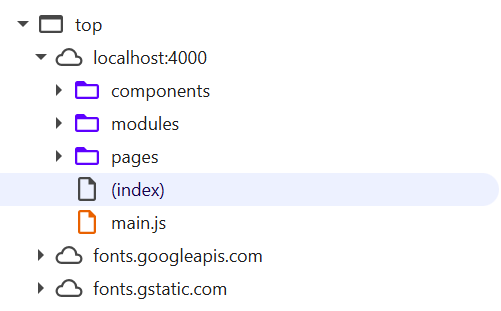 top
localhost:4000
components
modules
pages
(index)
main.js
fonts.googleapis.com
fonts.gstatic.com